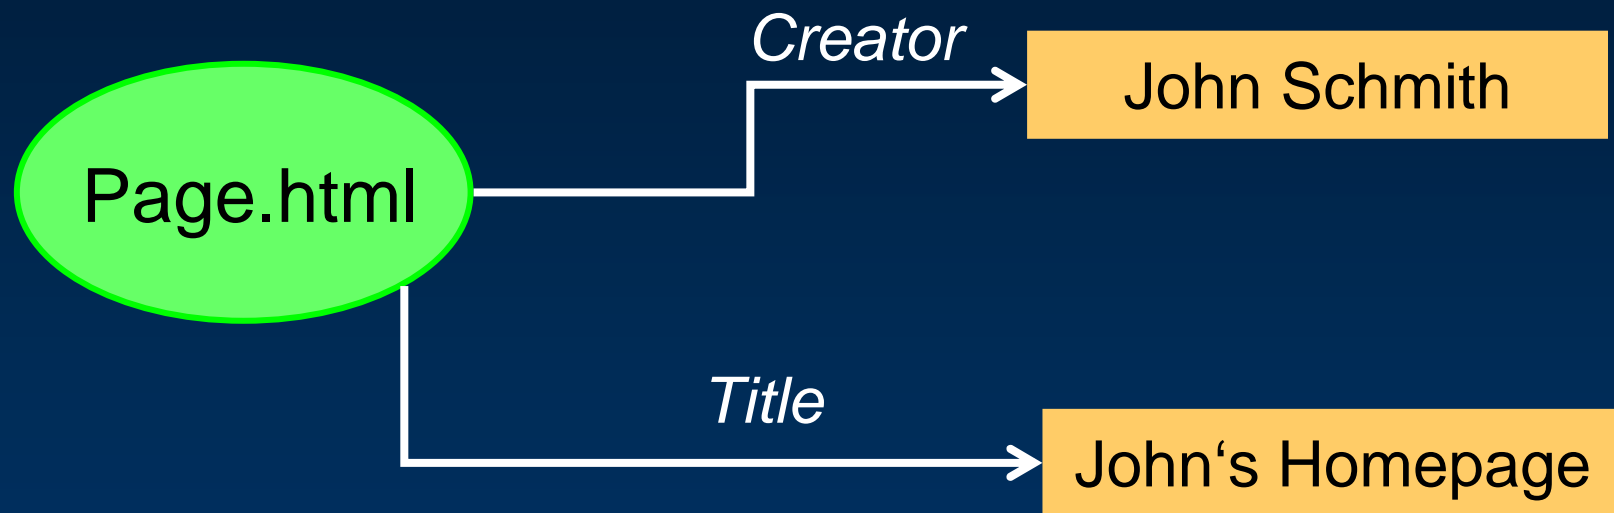 Creator
John Schmith
Page.html
Title
John‘s Homepage